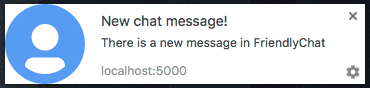 New chat message!
There is a new message in FriendlyChat
localhost:5000